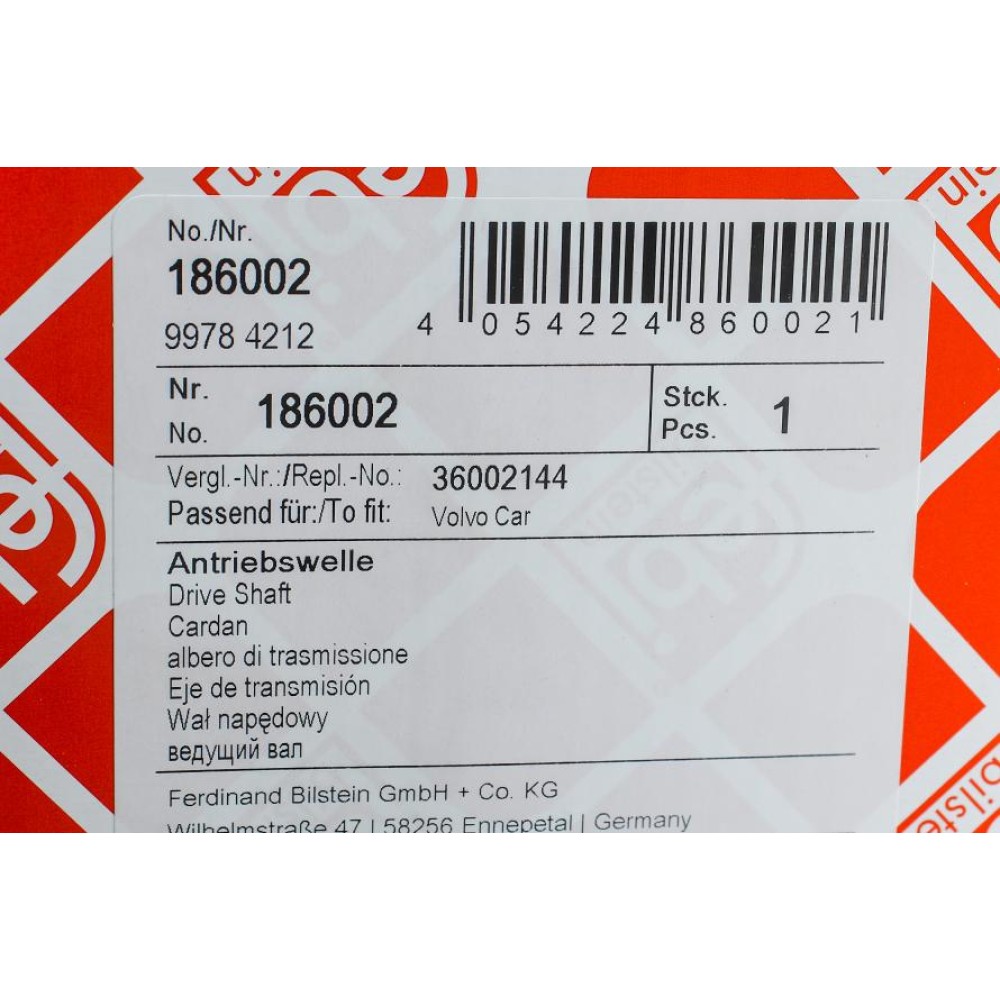 No./Nr.
186002
9978 4212
4 054224 860021
Nr.
No.
186002
Stck.
Pcs.
1
Vergl.-Nr.:/Repl.-No.: 36002144
Passend für:/To fit: Volvo Car
Antriebswelle
Drive Shaft
Cardan
albero di trasmissione
Eje de transmisión
Wał napędowy
ведущий вал
Ferdinand Bilstein GmbH + Co. KG
Wilhelmstraße 47 | 58256 Ennepetal | Germany